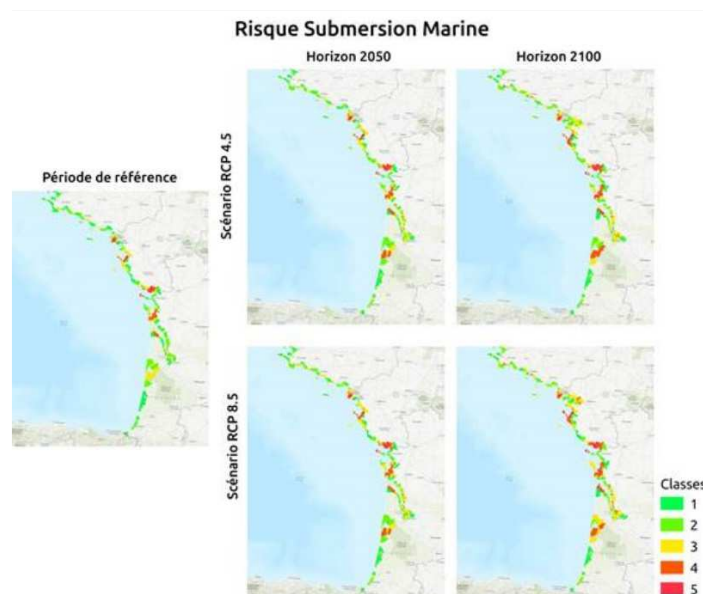 Risque Submersion Marine
Horizon 2050
Horizon 2100
Période de référence
Scénario RCP 4.5
Scénario RCP 8.5
Classes
1
2
3
4
5